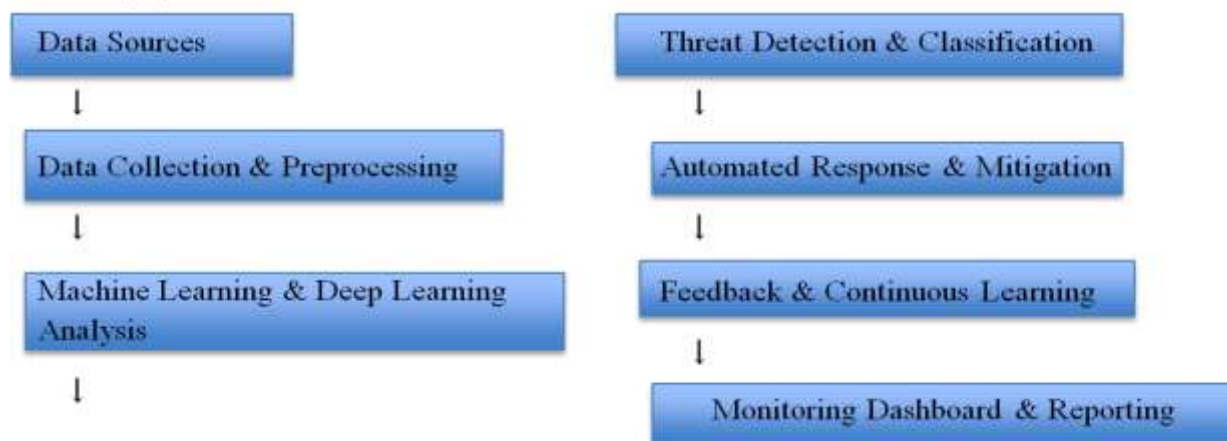 Data Sources
↓
Data Collection & Preprocessing
↓
Machine Learning & Deep Learning
Analysis
↓
Threat Detection & Classification
↓
Automated Response & Mitigation
↓
Feedback & Continuous Learning
↓
Monitoring Dashboard & Reporting